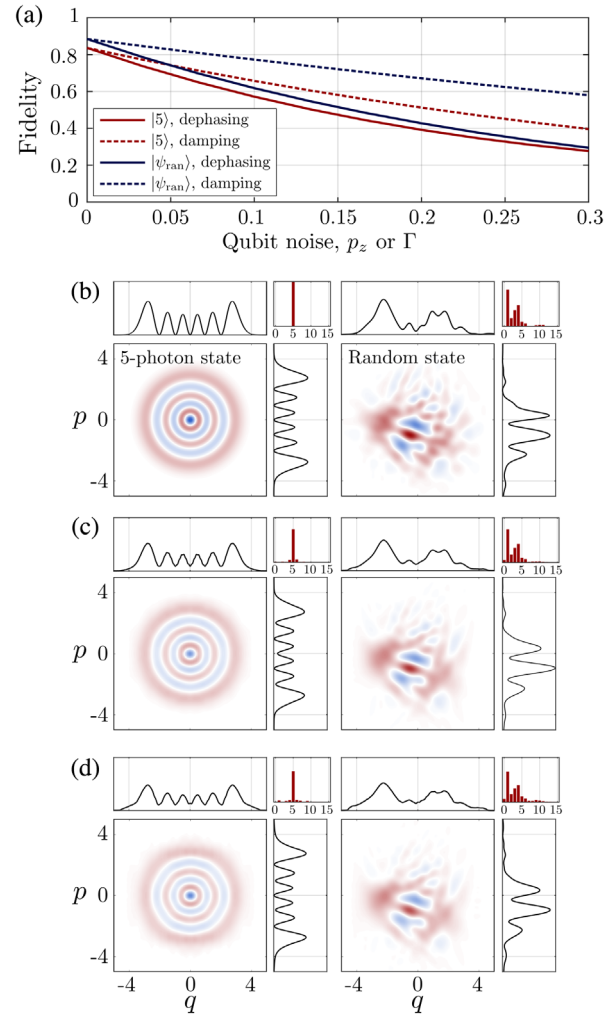 (a)
1
0.8
0.6
0.4
0.2
0
Fidelity
|5⟩, dephasing
|5⟩, damping
|ψran⟩, dephasing
|ψran⟩, damping
0 0.05 0.1 0.15 0.2 0.25 0.3
Qubit noise, pz or Γ
(b)
0 5 10 15
0 5 10 15
5-photon state
Random state
4
p 0
-4
(c)
0 5 10 15
0 5 10 15
4
p 0
-4
(d)
0 5 10 15
0 5 10 15
4
p 0
-4
-4 0 4
-4 0 4
q
q